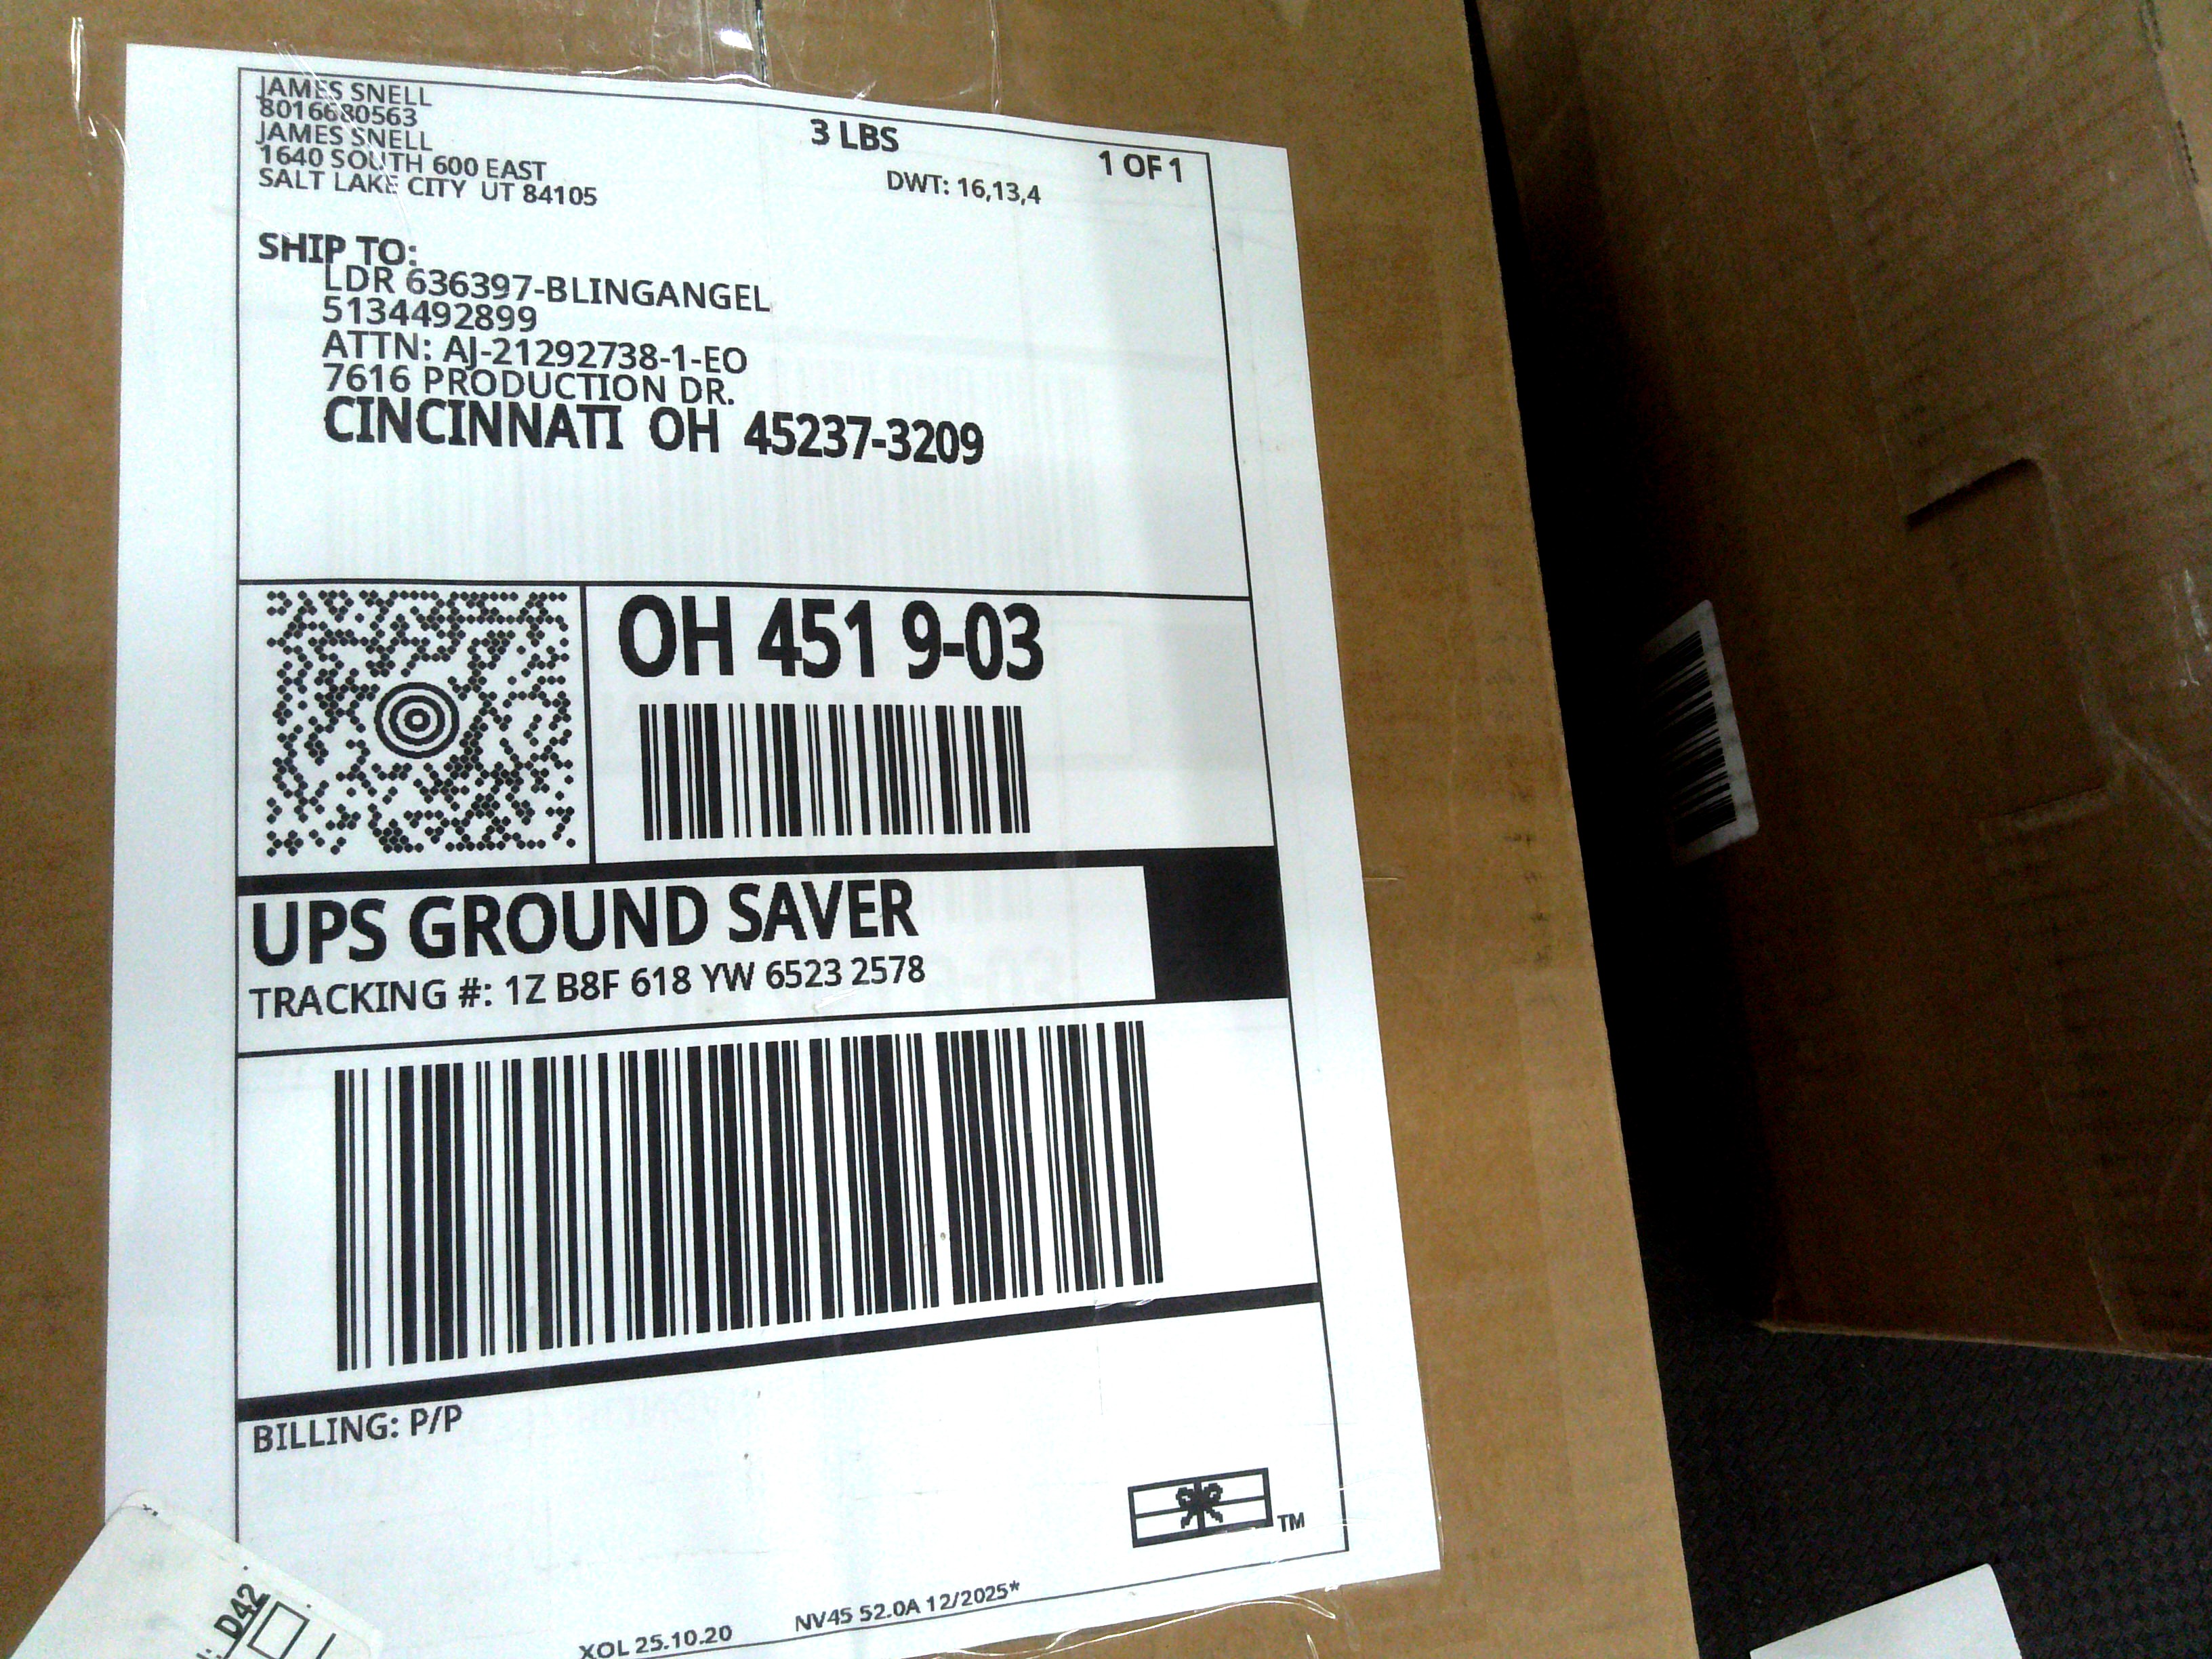 JAMES SNELL
8016680563
JAMES SNELL
1640 SOUTH 600 EAST
SALT LAKE CITY UT 84105
3 LBS
1 OF 1
DWT: 16,13,4
SHIP TO:
LDR 636397-BLINGANGEL
5134492899
ATTN: AJ-21292738-1-EO
7616 PRODUCTION DR.
CINCINNATI OH 45237-3209
OH 451 9-03
UPS GROUND SAVER
TRACKING #: 1Z B8F 618 YW 6523 2578
BILLING: P/P
TM
XOL 25.10.20
NV45 52.0A 12/2025*
D42